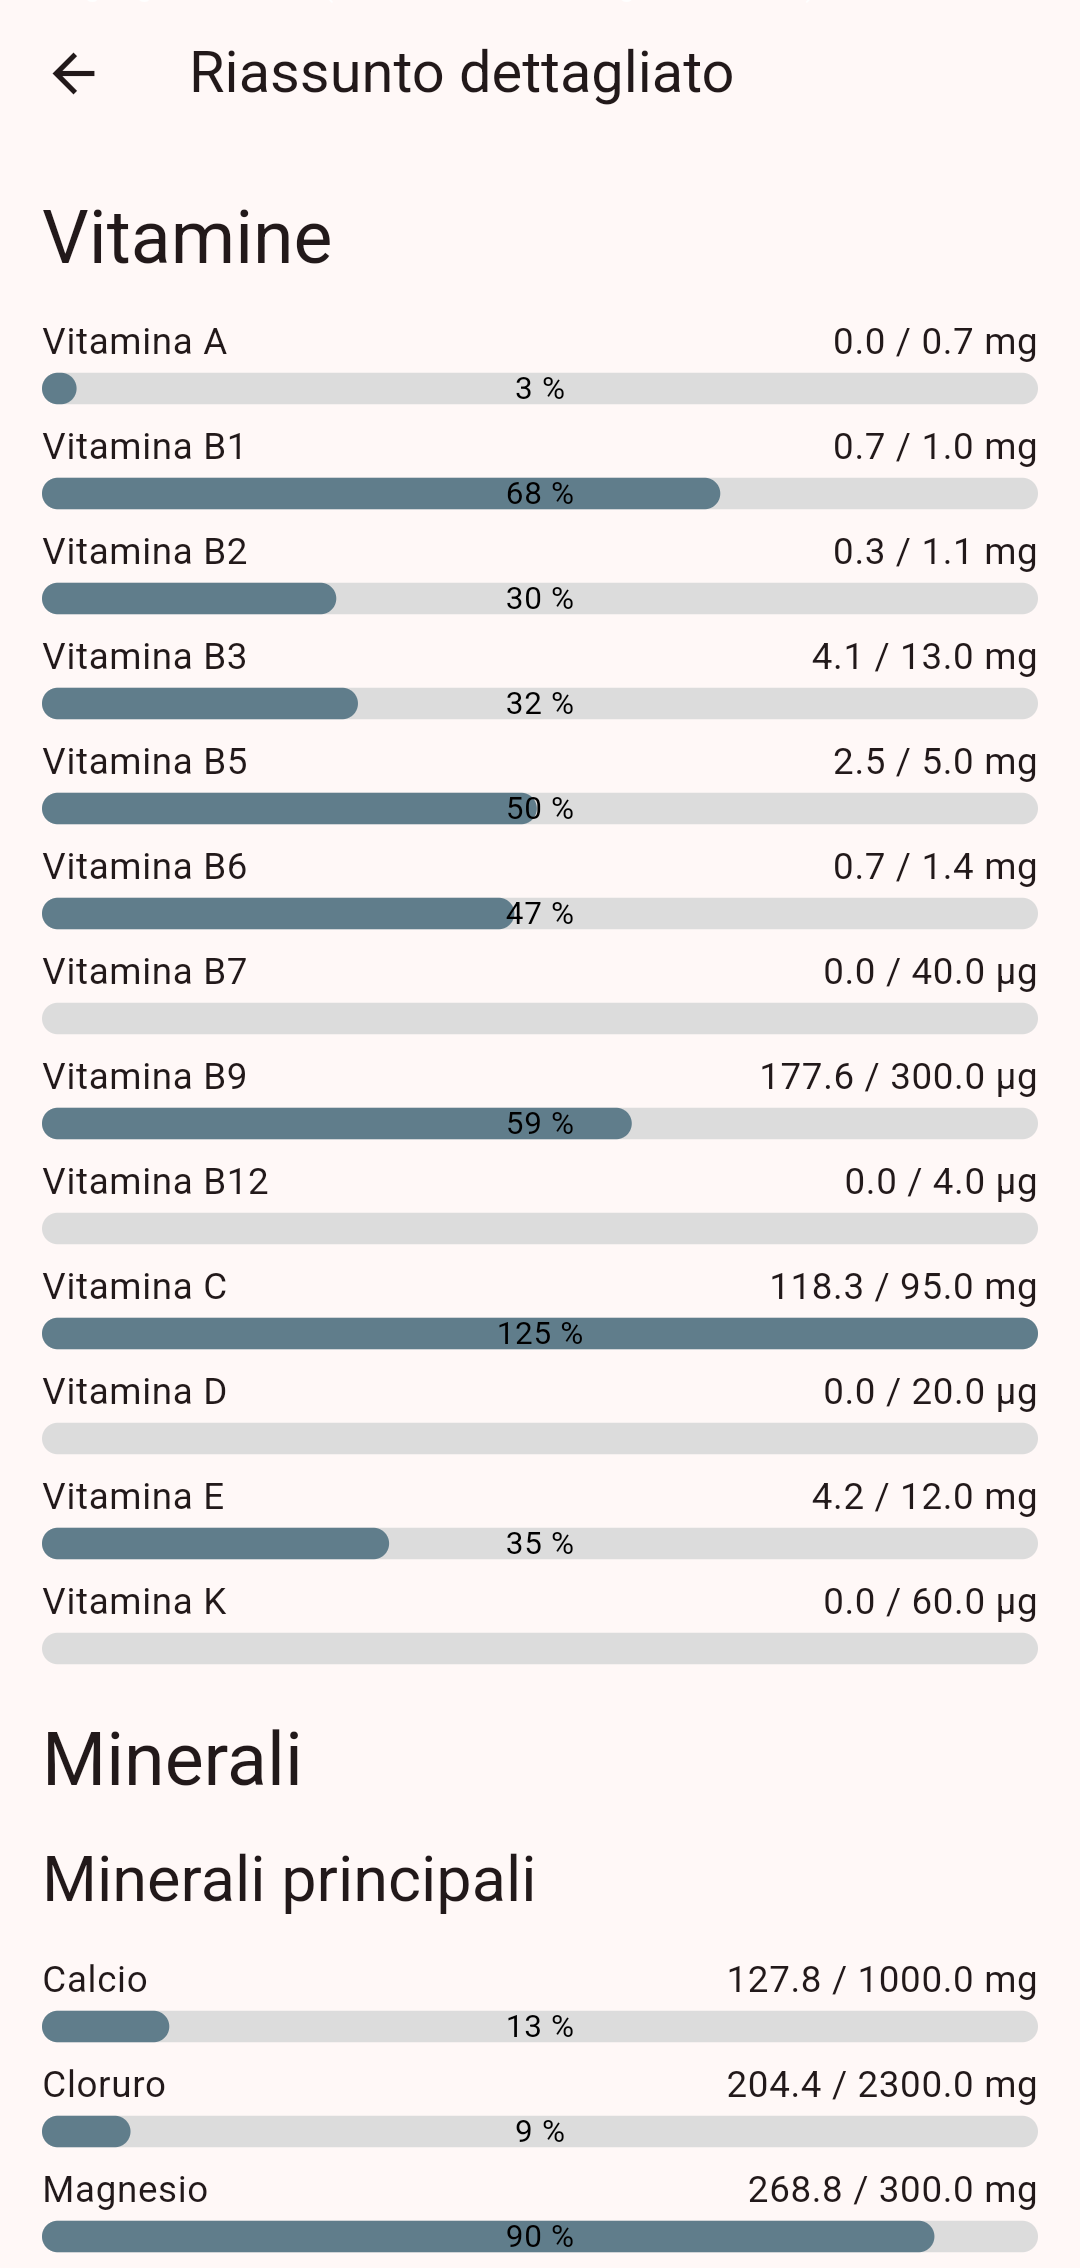 Riassunto dettagliato
Vitamine
Vitamina A 0.0 / 0.7 mg
3 %
Vitamina B1 0.7 / 1.0 mg
68 %
Vitamina B2 0.3 / 1.1 mg
30 %
Vitamina B3 4.1 / 13.0 mg
32 %
Vitamina B5 2.5 / 5.0 mg
50 %
Vitamina B6 0.7 / 1.4 mg
47 %
Vitamina B7 0.0 / 40.0 µg
Vitamina B9 177.6 / 300.0 µg
59 %
Vitamina B12 0.0 / 4.0 µg
Vitamina C 118.3 / 95.0 mg
125 %
Vitamina D 0.0 / 20.0 µg
Vitamina E 4.2 / 12.0 mg
35 %
Vitamina K 0.0 / 60.0 µg
Minerali
Minerali principali
Calcio 127.8 / 1000.0 mg
13 %
Cloruro 204.4 / 2300.0 mg
9 %
Magnesio 268.8 / 300.0 mg
90 %